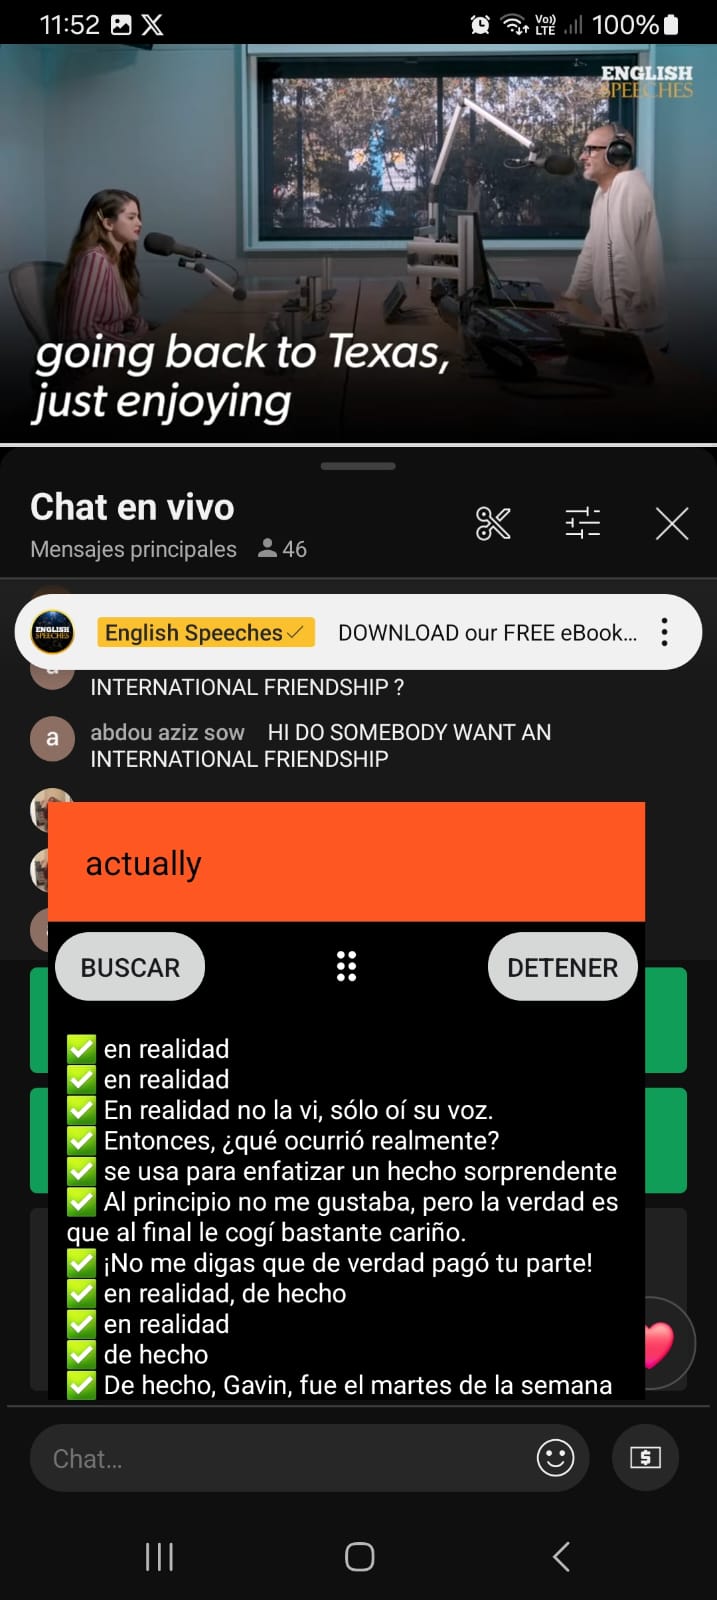 11:52 X Vo)) LTE 100%
ENGLISH
SPEECHES
going back to Texas,
just enjoying
Chat en vivo
Mensajes principales 46
ENGLISH
SPEECHES
English Speeches DOWNLOAD our FREE eBook...
INTERNATIONAL FRIENDSHIP ?
a abdou aziz sow HI DO SOMEBODY WANT AN
INTERNATIONAL FRIENDSHIP
actually
BUSCAR DETENER
✅ en realidad
✅ en realidad
✅ En realidad no la vi, sólo oí su voz.
✅ Entonces, ¿qué ocurrió realmente?
✅ se usa para enfatizar un hecho sorprendente
✅ Al principio no me gustaba, pero la verdad es
que al final le cogí bastante cariño.
✅ ¡No me digas que de verdad pagó tu parte!
✅ en realidad, de hecho
✅ en realidad
✅ de hecho
✅ De hecho, Gavin, fue el martes de la semana
Chat...
$